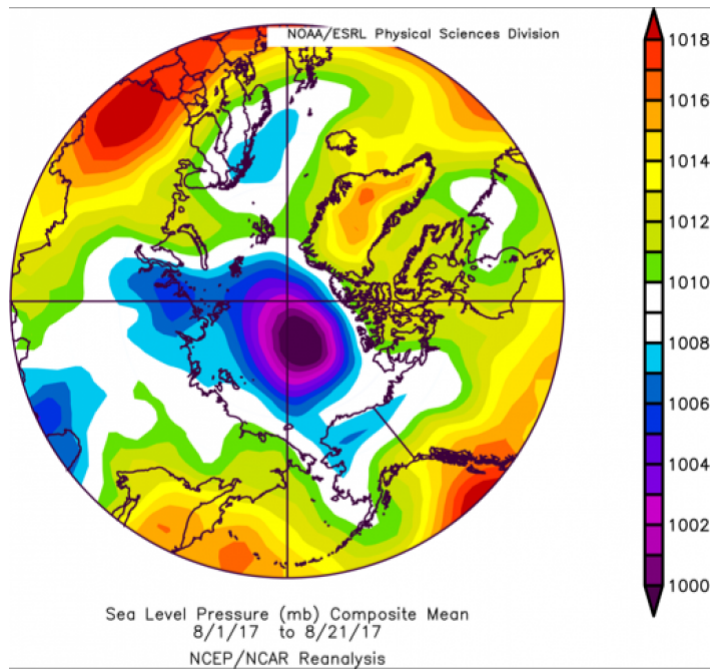 NOAA/ESRL Physical Sciences Division
1018
1016
1014
1012
1010
1008
1006
1004
1002
1000
Sea Level Pressure (mb) Composite Mean
8/1/17 to 8/21/17
NCEP/NCAR Reanalysis